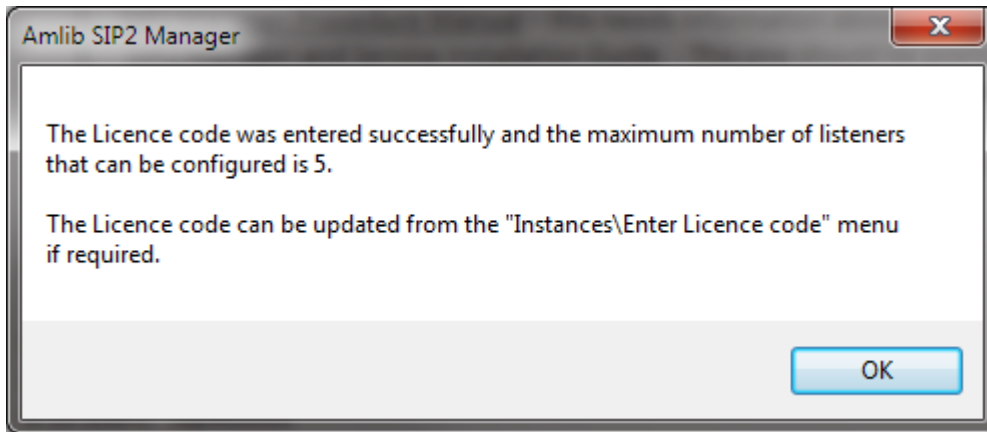 Amlib SIP2 Manager
The Licence code was entered successfully and the maximum number of listeners
that can be configured is 5.
The Licence code can be updated from the "Instances\Enter Licence code" menu
if required.
OK